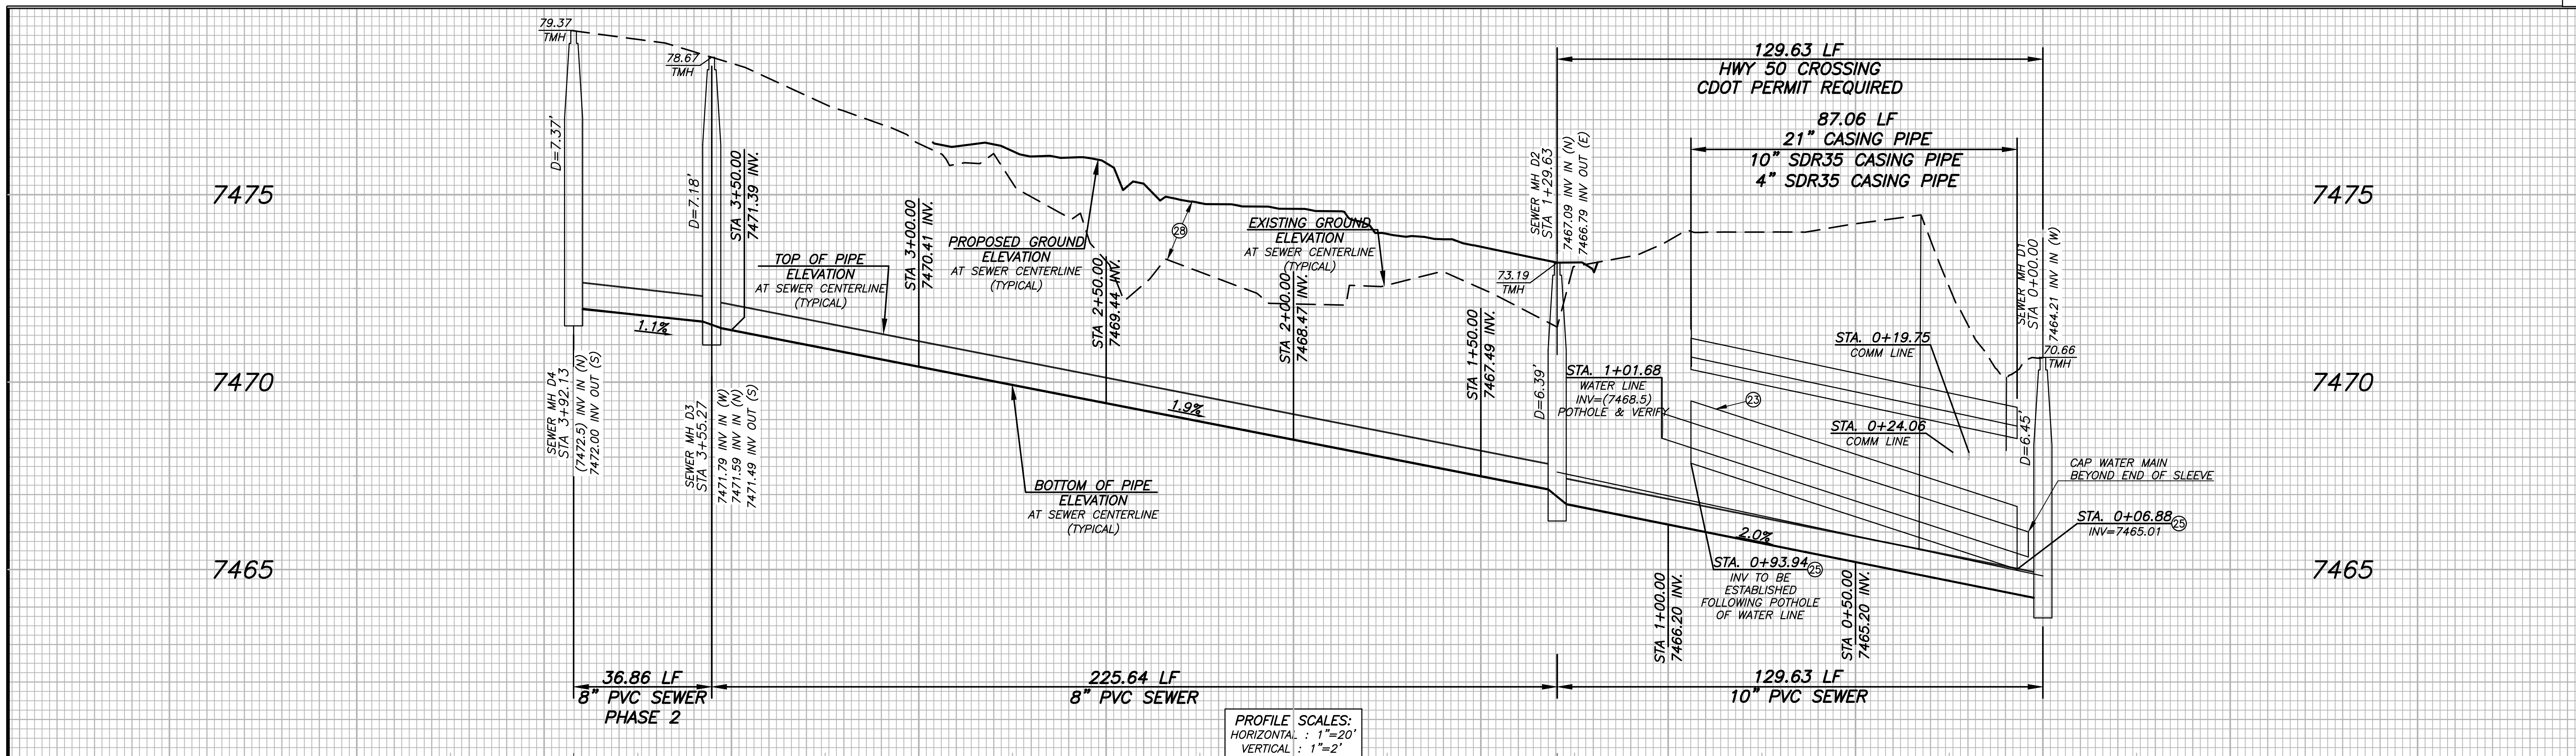 79.37
TMH
78.67
TMH
D=7.37'
D=7.18'
STA 3+50.00
7471.39 INV.
129.63 LF
HWY 50 CROSSING
CDOT PERMIT REQUIRED
87.06 LF
21" CASING PIPE
10" SDR35 CASING PIPE
4" SDR35 CASING PIPE
7475
7475
SEWER MH D2
STA 1+29.63
7467.09 INV IN (N)
7466.79 INV OUT (E)
SEWER MH D1
STA 0+00.00
7464.21 INV IN (W)
TOP OF PIPE
ELEVATION
AT SEWER CENTERLINE
(TYPICAL)
STA 3+00.00
7470.41 INV.
PROPOSED GROUND
ELEVATION
AT SEWER CENTERLINE
(TYPICAL)
STA 2+50.00
7469.44 INV.
28
EXISTING GROUND
ELEVATION
AT SEWER CENTERLINE
(TYPICAL)
STA 2+00.00
7468.47 INV.
73.19
TMH
STA 1+50.00
7467.49 INV.
D=6.39'
1.1%
7470
7470
STA. 0+19.75
COMM LINE
70.66
TMH
STA. 1+01.68
WATER LINE
INV=(7468.5)
POTHOLE & VERIFY
23
STA. 0+24.06
COMM LINE
D=6.45'
SEWER MH D4
STA 3+92.13
(7472.5) INV IN (N)
7472.00 INV OUT (S)
SEWER MH D3
STA 3+55.27
7471.79 INV IN (W)
7471.59 INV IN (N)
7471.49 INV OUT (S)
1.9%
CAP WATER MAIN
BEYOND END OF SLEEVE
BOTTOM OF PIPE
ELEVATION
AT SEWER CENTERLINE
(TYPICAL)
STA. 0+06.88 25
INV=7465.01
2.0%
7465
7465
STA. 0+93.94 25
INV TO BE
ESTABLISHED
FOLLOWING POTHOLE
OF WATER LINE
STA 1+00.00
7466.20 INV.
STA 0+50.00
7465.20 INV.
36.86 LF
8" PVC SEWER
PHASE 2
225.64 LF
8" PVC SEWER
129.63 LF
10" PVC SEWER
PROFILE SCALES:
HORIZONTAL : 1"=20'
VERTICAL : 1"=2'